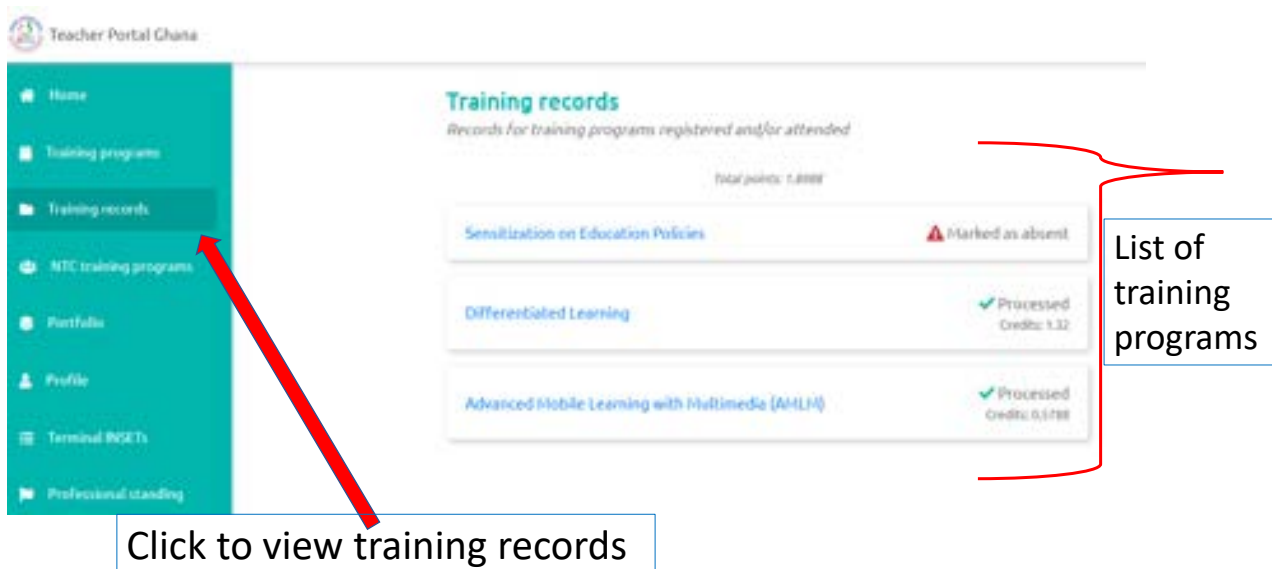 Teacher Portal Ghana
Home
Training programs
Training records
NTC training programs
Portfolio
Profile
Terminal INSETs
Professional standing
Training records
Records for training programs registered and/or attended
Total points:
Sensitization on Education Policies
Marked as absent
Differentiated Learning
Processed
Credits: 1.32
Advanced Mobile Learning with Multimedia (AMLM)
Processed
Credits: 0.5788
List of
training
programs
Click to view training records